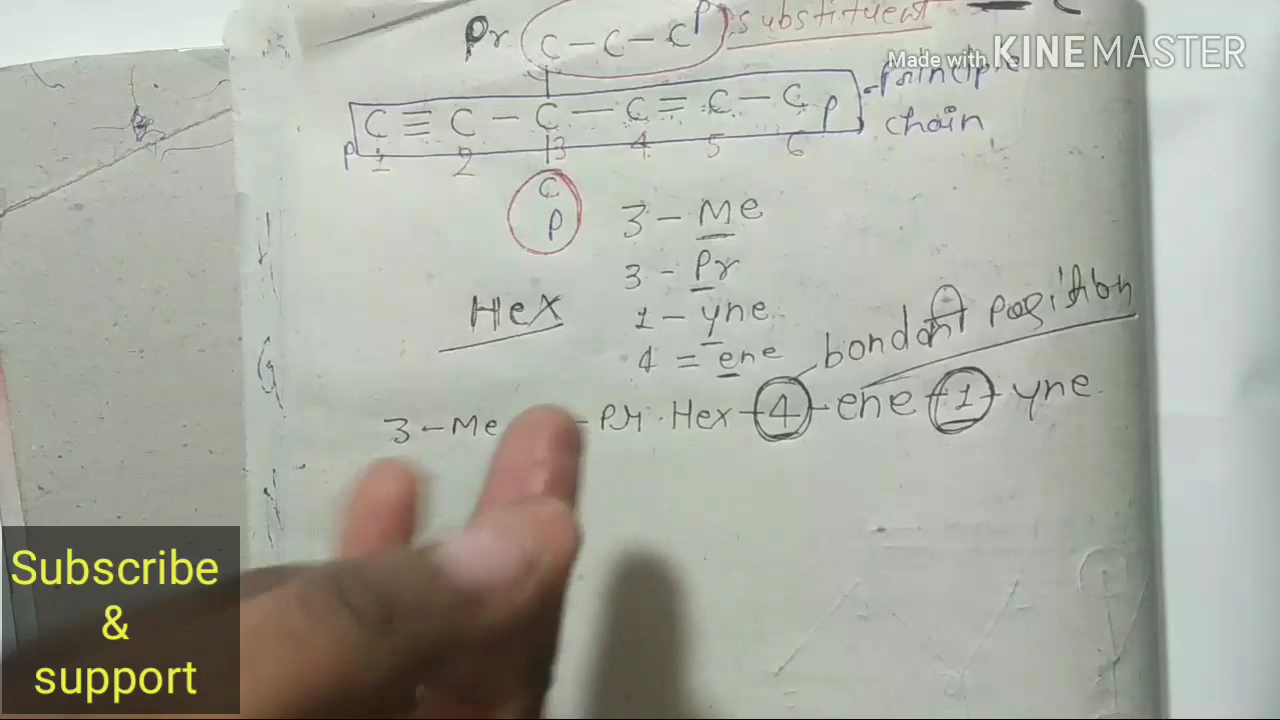 Pr C - C - C P substituent
Made with KINEMASTER
C ≡ C - C - C = C - C P principle
chain
P 1 2 3 4 5 6
C
P
3 - Me
3 - Pr
Hex
1 - yne
4 = ene
position
3 - Me - Pr . Hex - 4 - ene - 1 - yne.
Subscribe
&
support